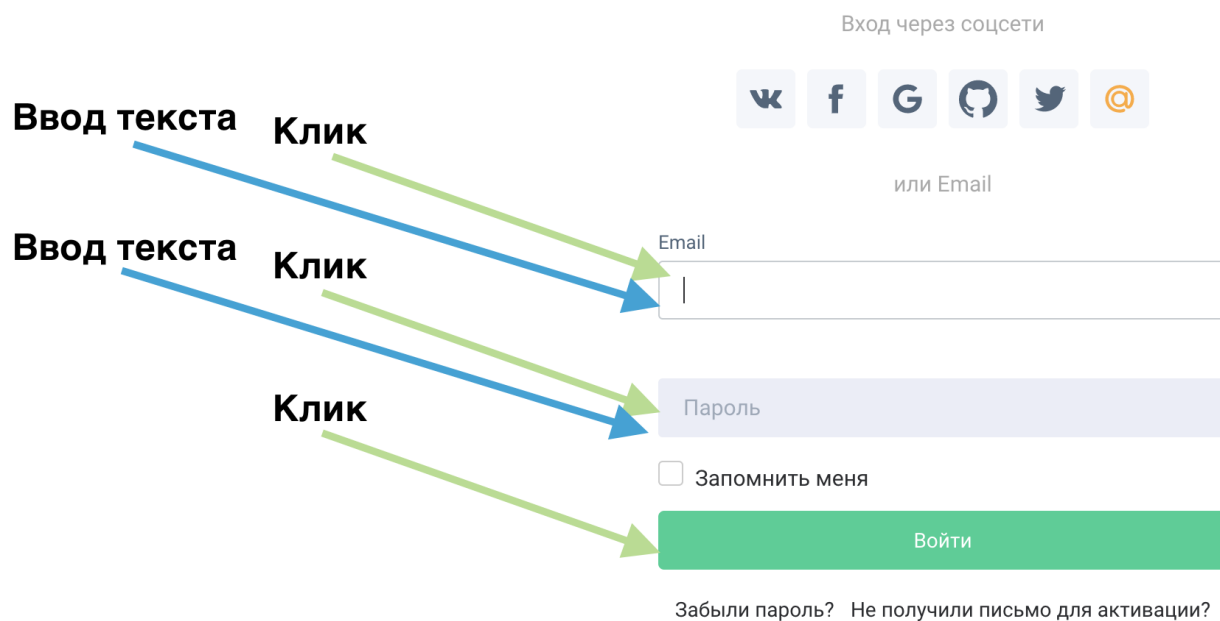 Вход через соцсети
Ввод текста
Клик
или Email
Email
Ввод текста
Клик
Пароль
Клик
Запомнить меня
Войти
Забыли пароль? Не получили письмо для активации?